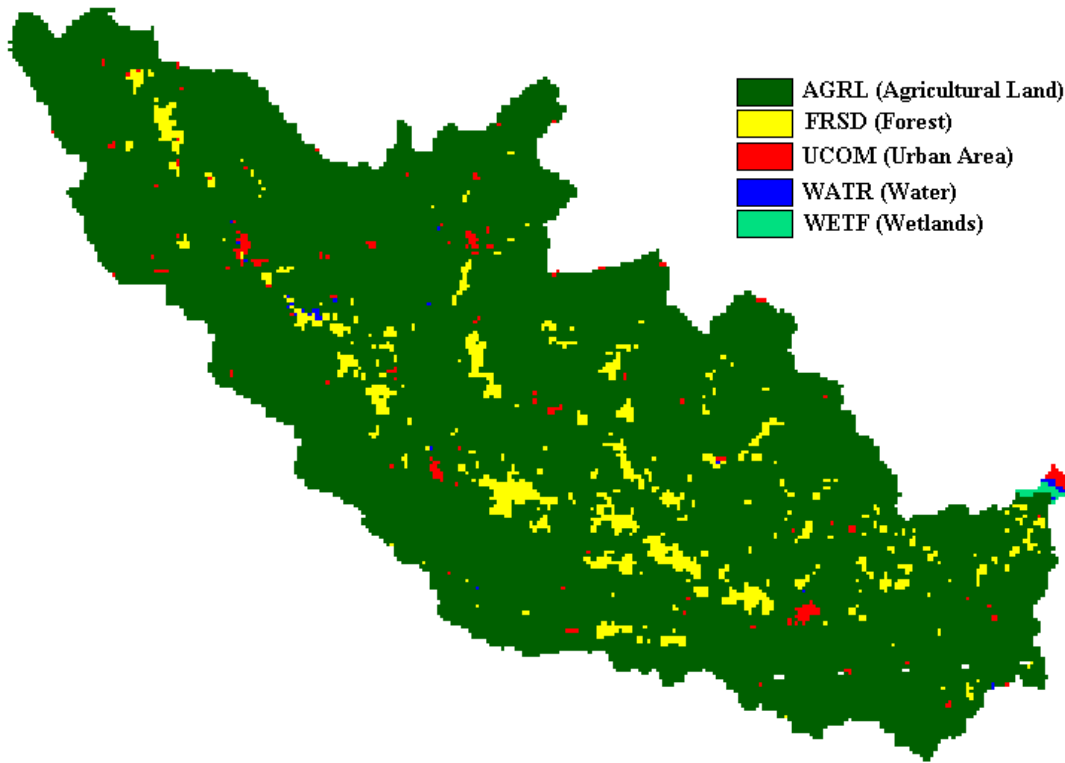 AGRL (Agricultural Land)
FRSD (Forest)
UCOM (Urban Area)
WATR (Water)
WETF (Wetlands)